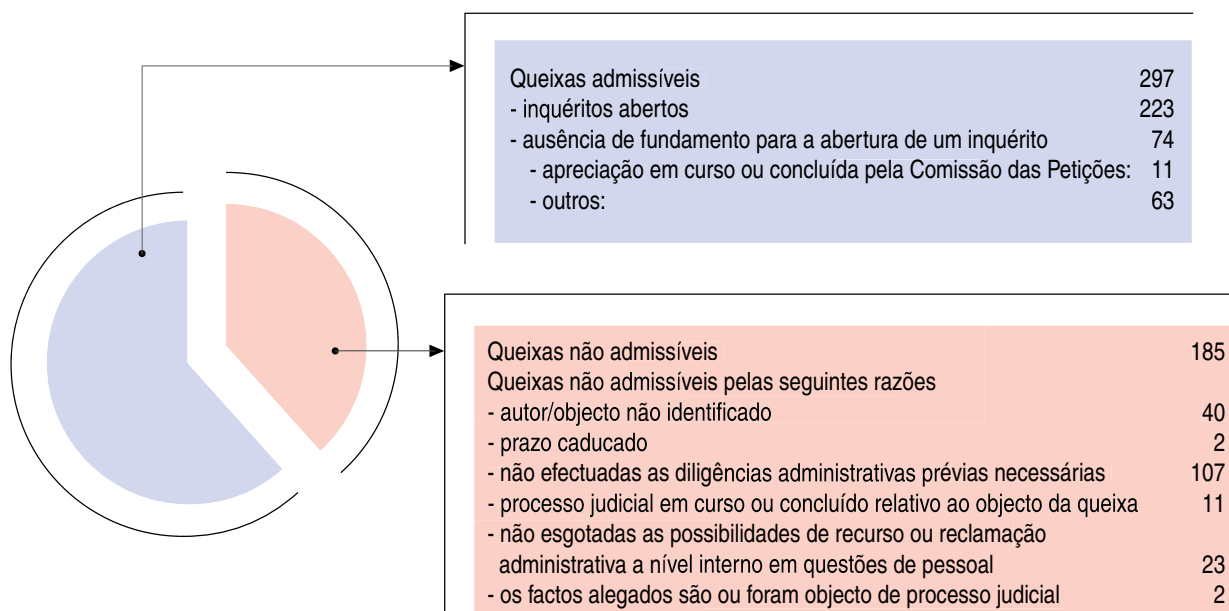 Queixas admissíveis 297
- inquéritos abertos 223
- ausência de fundamento para a abertura de um inquérito 74
- apreciação em curso ou concluída pela Comissão das Petições: 11
- outros: 63
Queixas não admissíveis 185
Queixas não admissíveis pelas seguintes razões
- autor/objecto não identificado 40
- prazo caducado 2
- não efectuadas as diligências administrativas prévias necessárias 107
- processo judicial em curso ou concluído relativo ao objecto da queixa 11
- não esgotadas as possibilidades de recurso ou reclamação
administrativa a nível interno em questões de pessoal 23
- os factos alegados são ou foram objecto de processo judicial 2